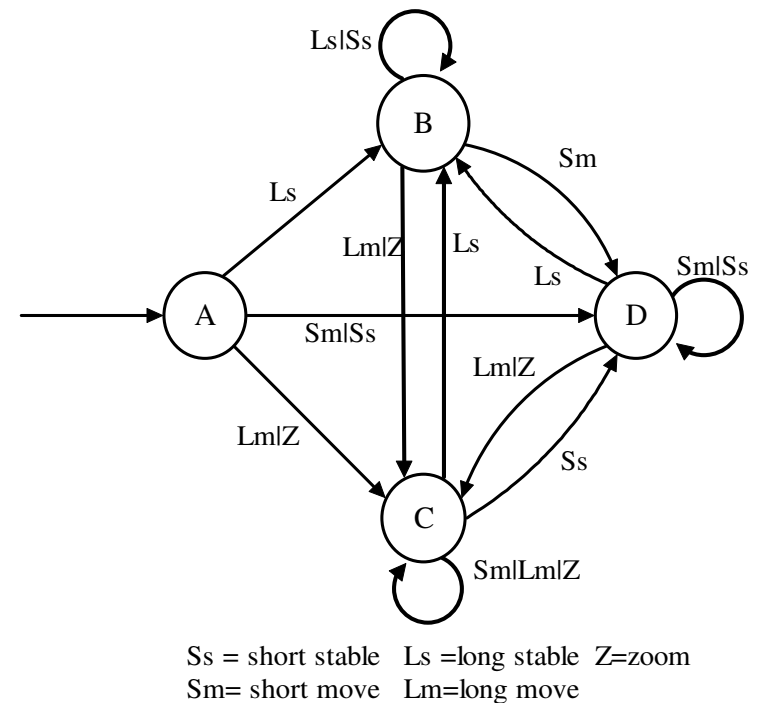 Ls|Ss
B
Sm
Ls
Lm|Z
Ls
Ls
Sm|Ss
A
D
Sm|Ss
Lm|Z
Lm|Z
Ss
C
Sm|Lm|Z
Ss = short stable Ls =long stable Z=zoom
Sm= short move Lm=long move